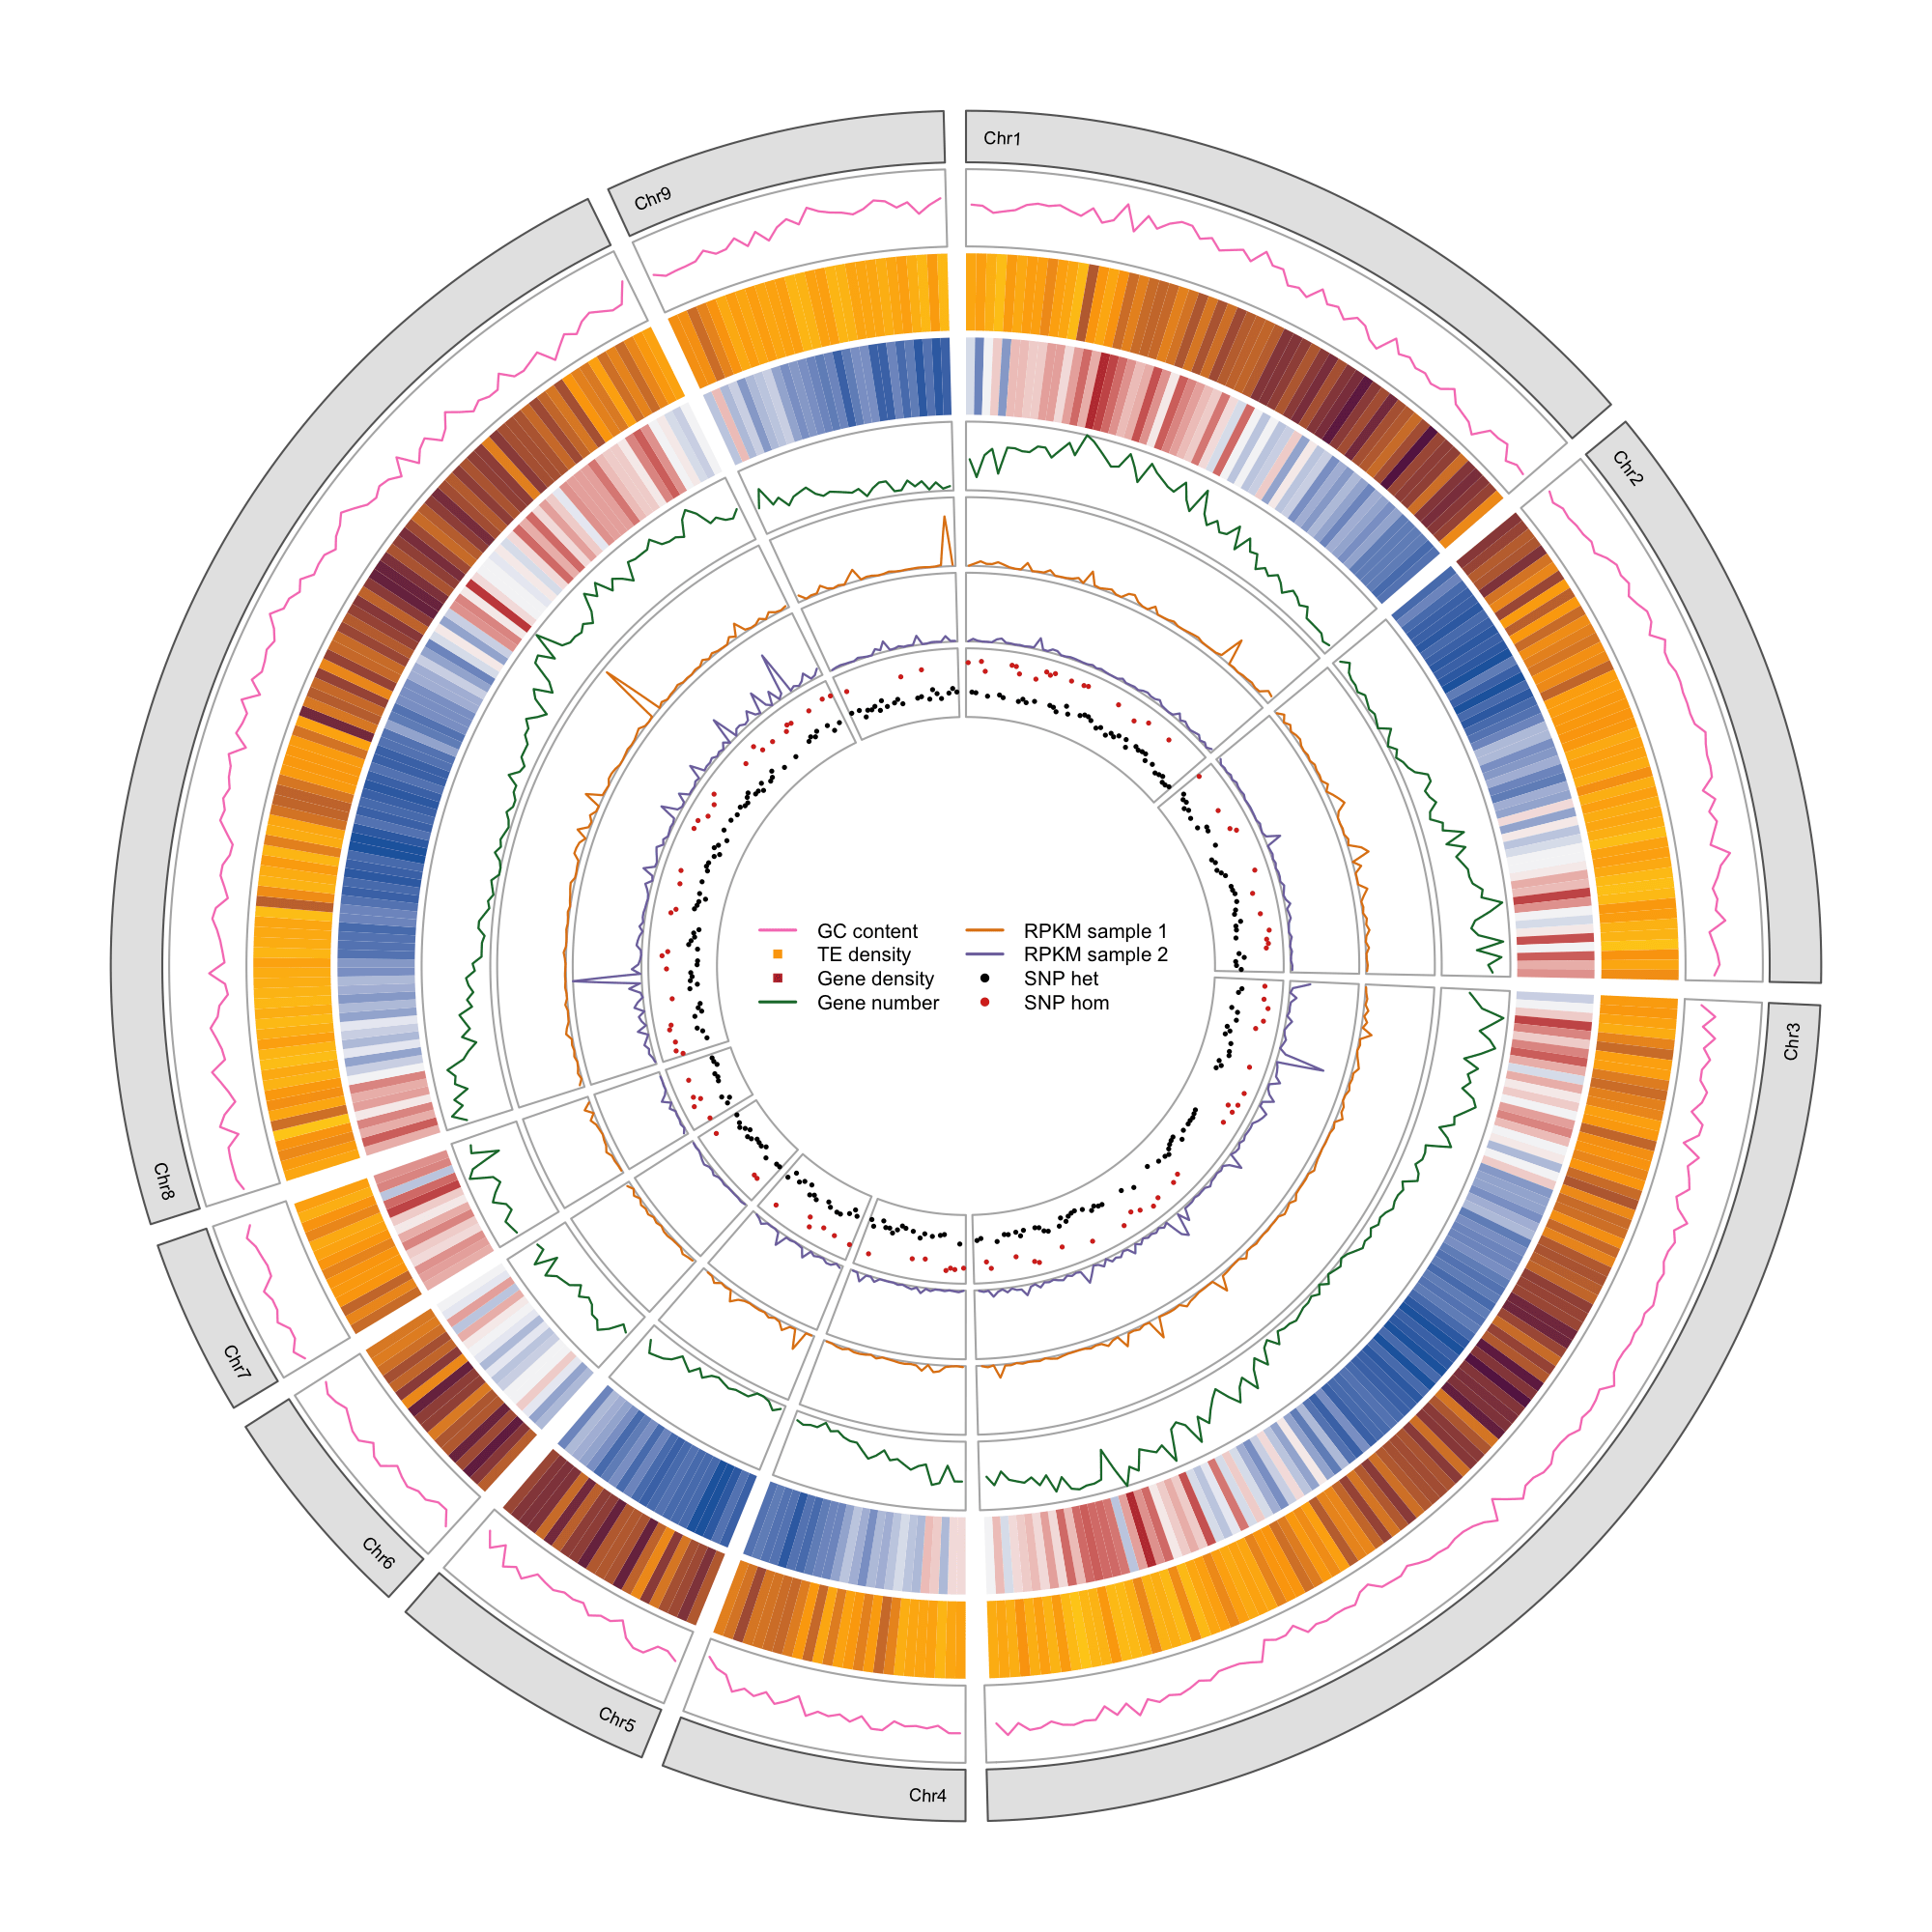 Chr1
Chr2
Chr3
Chr4
Chr5
Chr6
Chr7
Chr8
Chr9
GC content
TE density
Gene density
Gene number
RPKM sample 1
RPKM sample 2
SNP het
SNP hom